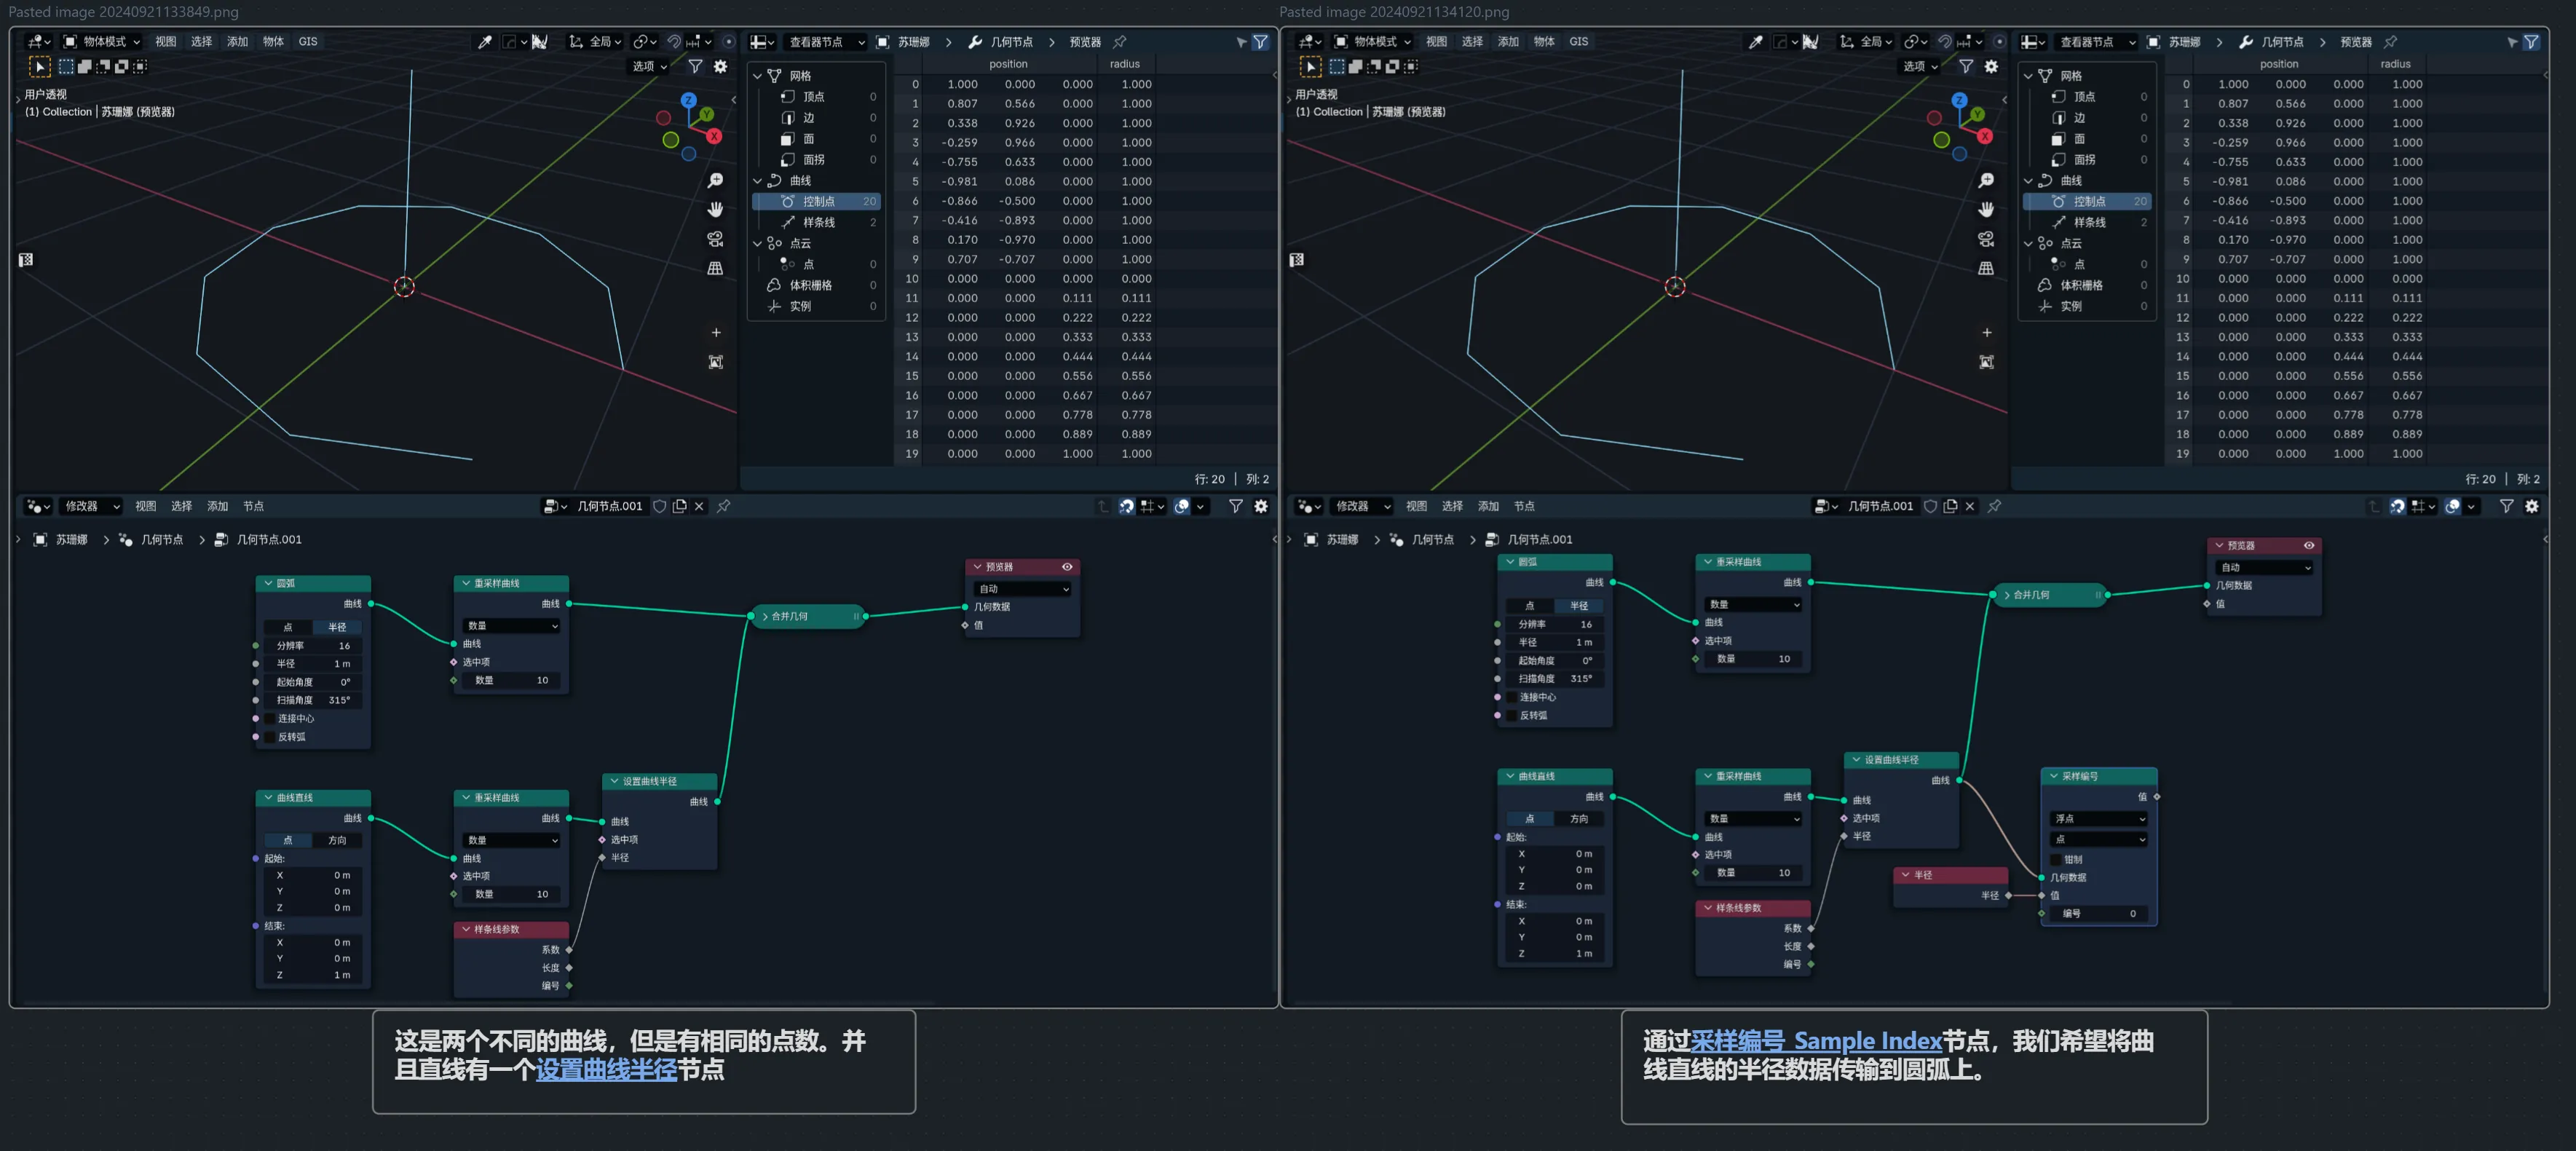 Pasted image 20240921133849.png
物体模式 视图 选择 添加 物体 GIS 全局
选项
用户透视
(1) Collection | 苏珊娜 (预览器)
Z
Y
X
查看器节点 苏珊娜 > 几何节点 > 预览器
网格
顶点 0
边 0
面 0
面拐 0
曲线
控制点 20
样条线 2
点云
点 0
体积栅格 0
实例 0
position radius
0 1.000 0.000 0.000 1.000
1 0.807 0.566 0.000 1.000
2 0.338 0.926 0.000 1.000
3 -0.259 0.966 0.000 1.000
4 -0.755 0.633 0.000 1.000
5 -0.981 0.086 0.000 1.000
6 -0.866 -0.500 0.000 1.000
7 -0.416 -0.893 0.000 1.000
8 0.170 -0.970 0.000 1.000
9 0.707 -0.707 0.000 1.000
10 0.000 0.000 0.000 0.000
11 0.000 0.000 0.111 0.111
12 0.000 0.000 0.222 0.222
13 0.000 0.000 0.333 0.333
14 0.000 0.000 0.444 0.444
15 0.000 0.000 0.556 0.556
16 0.000 0.000 0.667 0.667
17 0.000 0.000 0.778 0.778
18 0.000 0.000 0.889 0.889
19 0.000 0.000 1.000 1.000
行: 20 | 列: 2
修改器 视图 选择 添加 节点 几何节点.001
苏珊娜 > 几何节点 > 几何节点.001
圆弧
曲线
点 半径
分辨率 16
半径 1 m
起始角度 0°
扫描角度 315°
连接中心
反转弧
重采样曲线
曲线
数量
曲线
选中项
数量 10
合并几何
预览器
自动
几何数据
值
曲线直线
曲线
点 方向
起始:
X 0 m
Y 0 m
Z 0 m
结束:
X 0 m
Y 0 m
Z 1 m
重采样曲线
曲线
数量
曲线
选中项
数量 10
样条线参数
系数
长度
编号
设置曲线半径
曲线
曲线
选中项
半径
这是两个不同的曲线，但是有相同的点数。并
且直线有一个设置曲线半径节点
Pasted image 20240921134120.png
物体模式 视图 选择 添加 物体 GIS 全局
选项
用户透视
(1) Collection | 苏珊娜 (预览器)
Z
Y
X
查看器节点 苏珊娜 > 几何节点 > 预览器
网格
顶点 0
边 0
面 0
面拐 0
曲线
控制点 20
样条线 2
点云
点 0
体积栅格 0
实例 0
position radius
0 1.000 0.000 0.000 1.000
1 0.807 0.566 0.000 1.000
2 0.338 0.926 0.000 1.000
3 -0.259 0.966 0.000 1.000
4 -0.755 0.633 0.000 1.000
5 -0.981 0.086 0.000 1.000
6 -0.866 -0.500 0.000 1.000
7 -0.416 -0.893 0.000 1.000
8 0.170 -0.970 0.000 1.000
9 0.707 -0.707 0.000 1.000
10 0.000 0.000 0.000 0.000
11 0.000 0.000 0.111 0.111
12 0.000 0.000 0.222 0.222
13 0.000 0.000 0.333 0.333
14 0.000 0.000 0.444 0.444
15 0.000 0.000 0.556 0.556
16 0.000 0.000 0.667 0.667
17 0.000 0.000 0.778 0.778
18 0.000 0.000 0.889 0.889
19 0.000 0.000 1.000 1.000
行: 20 | 列: 2
修改器 视图 选择 添加 节点 几何节点.001
苏珊娜 > 几何节点 > 几何节点.001
圆弧
曲线
点 半径
分辨率 16
半径 1 m
起始角度 0°
扫描角度 315°
连接中心
反转弧
重采样曲线
曲线
数量
曲线
选中项
数量 10
合并几何
预览器
自动
几何数据
值
曲线直线
曲线
点 方向
起始:
X 0 m
Y 0 m
Z 0 m
结束:
X 0 m
Y 0 m
Z 1 m
重采样曲线
曲线
数量
曲线
选中项
数量 10
样条线参数
系数
长度
编号
设置曲线半径
曲线
曲线
选中项
半径
半径
半径
采样编号
值
浮点
点
钳制
几何数据
值
编号 0
通过采样编号 Sample Index节点，我们希望将曲
线直线的半径数据传输到圆弧上。